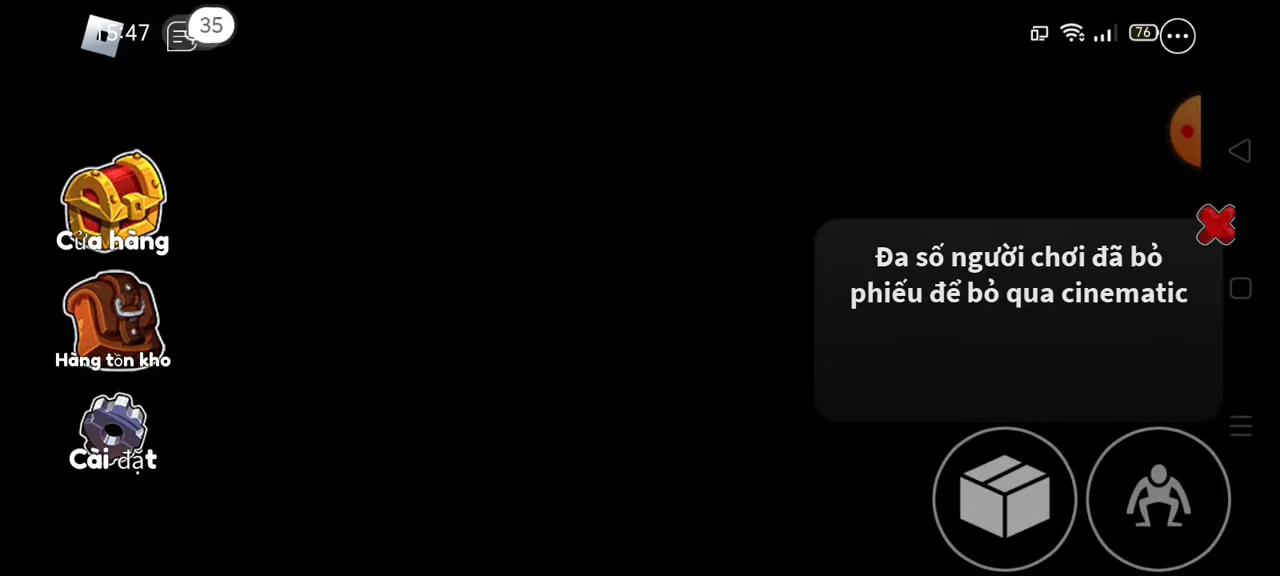 15:47
35
76
Cửa hàng
Đa số người chơi đã bỏ
phiếu để bỏ qua cinematic
Hàng tồn kho
Cài đặt